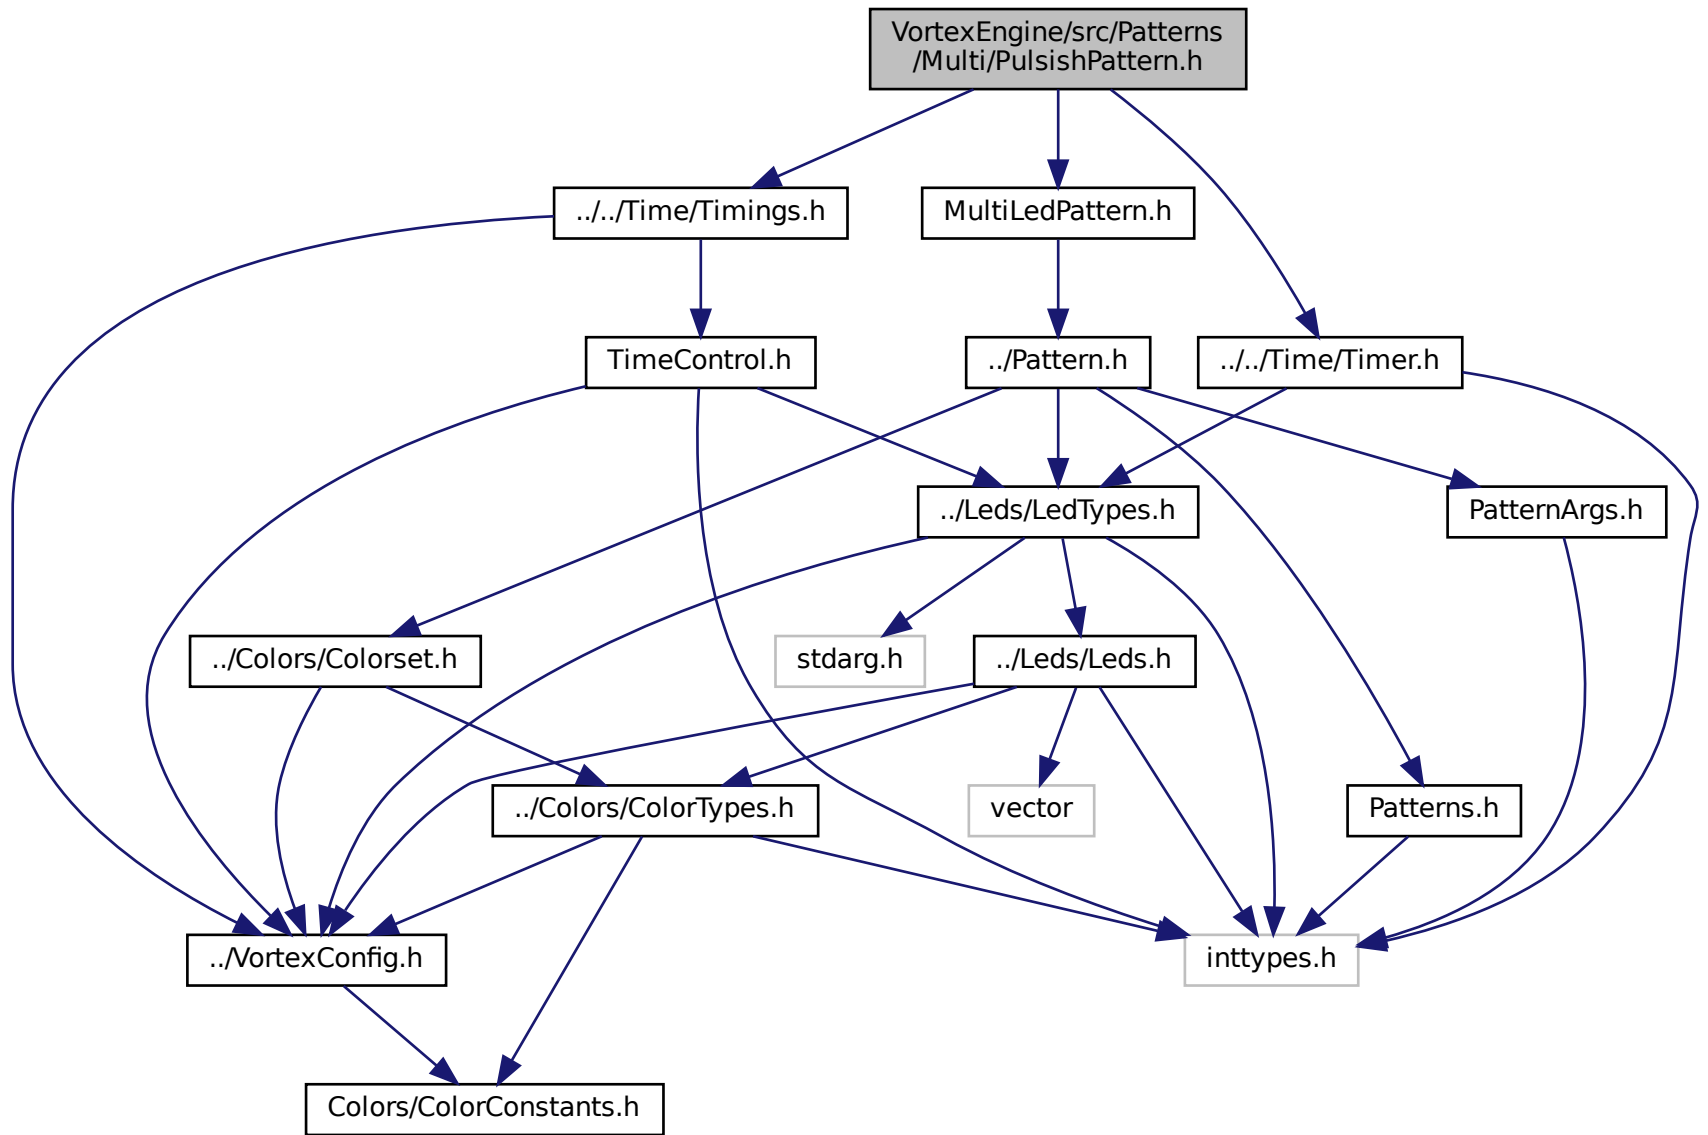 VortexEngine/src/Patterns
/Multi/PulsishPattern.h
../../Time/Timings.h
MultiLedPattern.h
TimeControl.h
../Pattern.h
../../Time/Timer.h
../Leds/LedTypes.h
PatternArgs.h
../Colors/Colorset.h
stdarg.h
../Leds/Leds.h
../Colors/ColorTypes.h
vector
Patterns.h
../VortexConfig.h
inttypes.h
Colors/ColorConstants.h